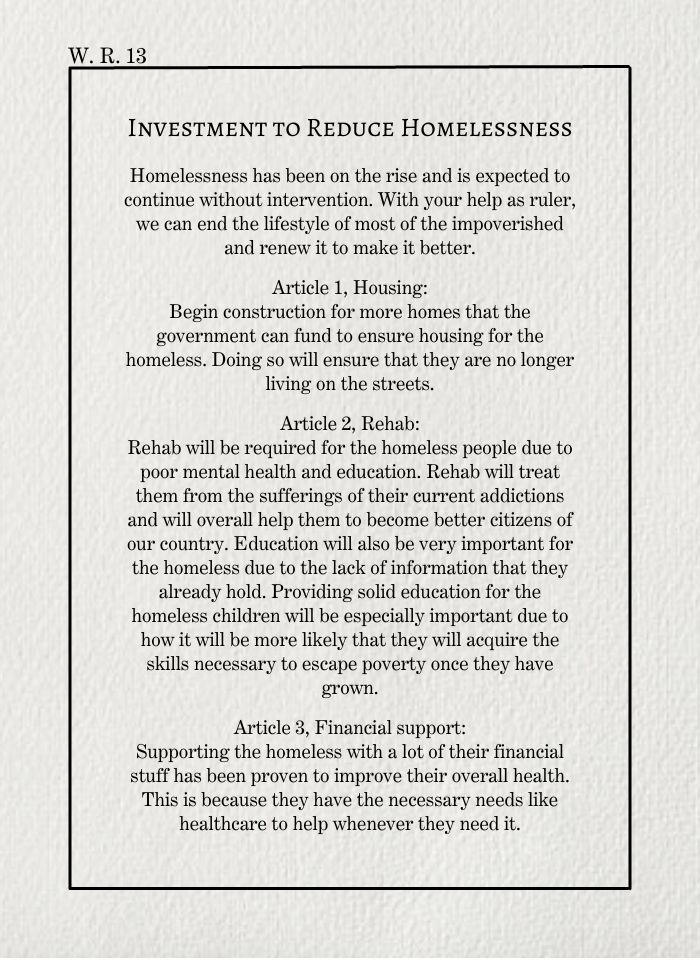 W. R. 13
Investment to Reduce Homelessness
Homelessness has been on the rise and is expected to
continue without intervention. With your help as ruler,
we can end the lifestyle of most of the impoverished
and renew it to make it better.
Article 1, Housing:
Begin construction for more homes that the
government can fund to ensure housing for the
homeless. Doing so will ensure that they are no longer
living on the streets.
Article 2, Rehab:
Rehab will be required for the homeless people due to
poor mental health and education. Rehab will treat
them from the sufferings of their current addictions
and will overall help them to become better citizens of
our country. Education will also be very important for
the homeless due to the lack of information that they
already hold. Providing solid education for the
homeless children will be especially important due to
how it will be more likely that they will acquire the
skills necessary to escape poverty once they have
grown.
Article 3, Financial support:
Supporting the homeless with a lot of their financial
stuff has been proven to improve their overall health.
This is because they have the necessary needs like
healthcare to help whenever they need it.